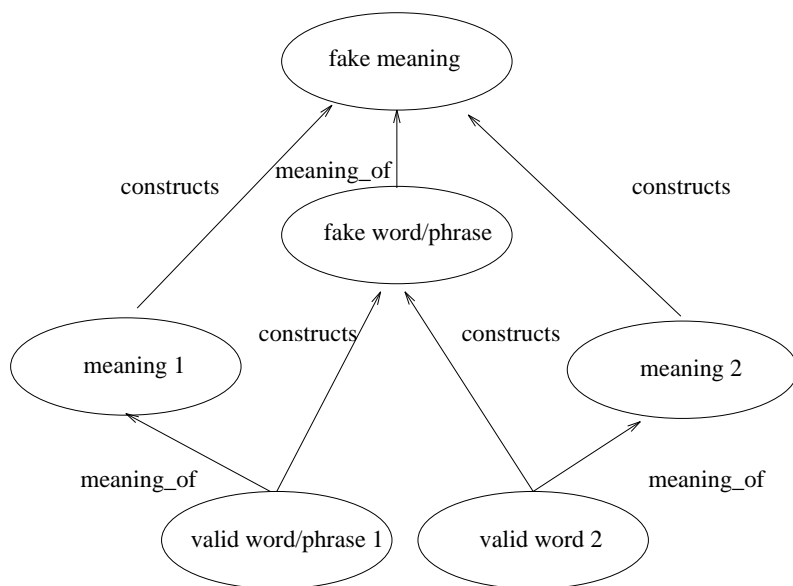 fake meaning
meaning_of
constructs
constructs
fake word/phrase
constructs
constructs
meaning 1
meaning 2
meaning_of
meaning_of
valid word/phrase 1
valid word 2